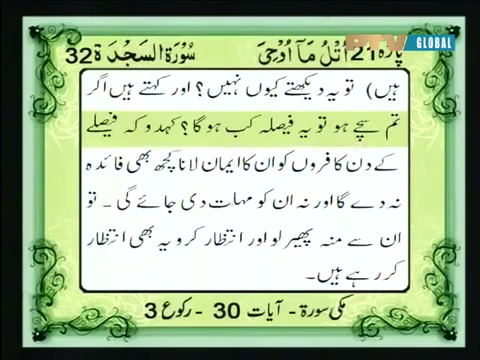 PTV GLOBAL
پارہ 21 اُتْلُ مَآ اُوْحِیَ
سُوْرَۃُ السَّجْدَۃ 32
ہیں) تو یہ دیکھتے کیوں نہیں؟ اور کہتے ہیں اگر
تم سچے ہو تو یہ فیصلہ کب ہو گا؟ کہدو کہ فیصلے
کے دن کافروں کو ان کا ایمان لانا کچھ بھی فائدہ
نہ دے گا اور نہ ان کو مہلت دی جائے گی ۔ تو
ان سے منہ پھیر لو اور انتظار کرو یہ بھی انتظار
کر رہے ہیں۔
مکی سورۃ - آیات 30 - رکوع 3